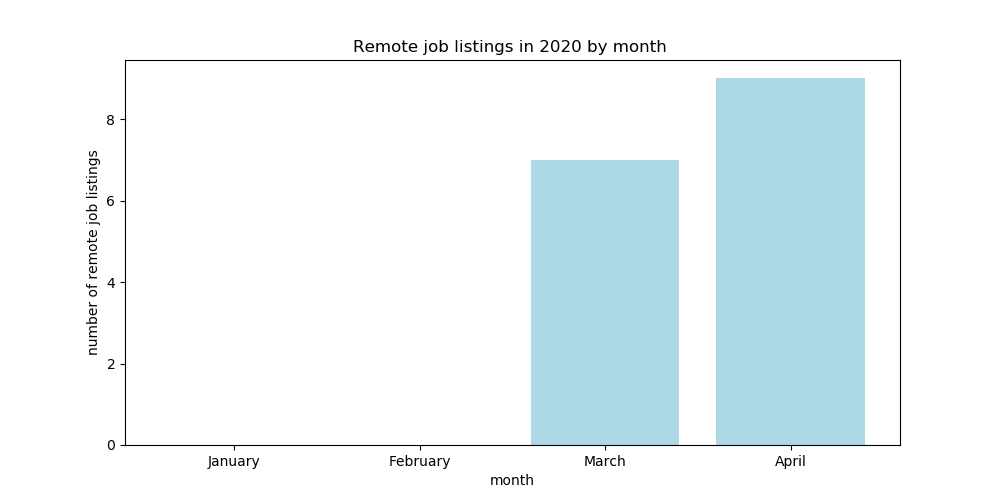 Remote job listings in 2020 by month
number of remote job listings
8
6
4
2
0
January February March April
month